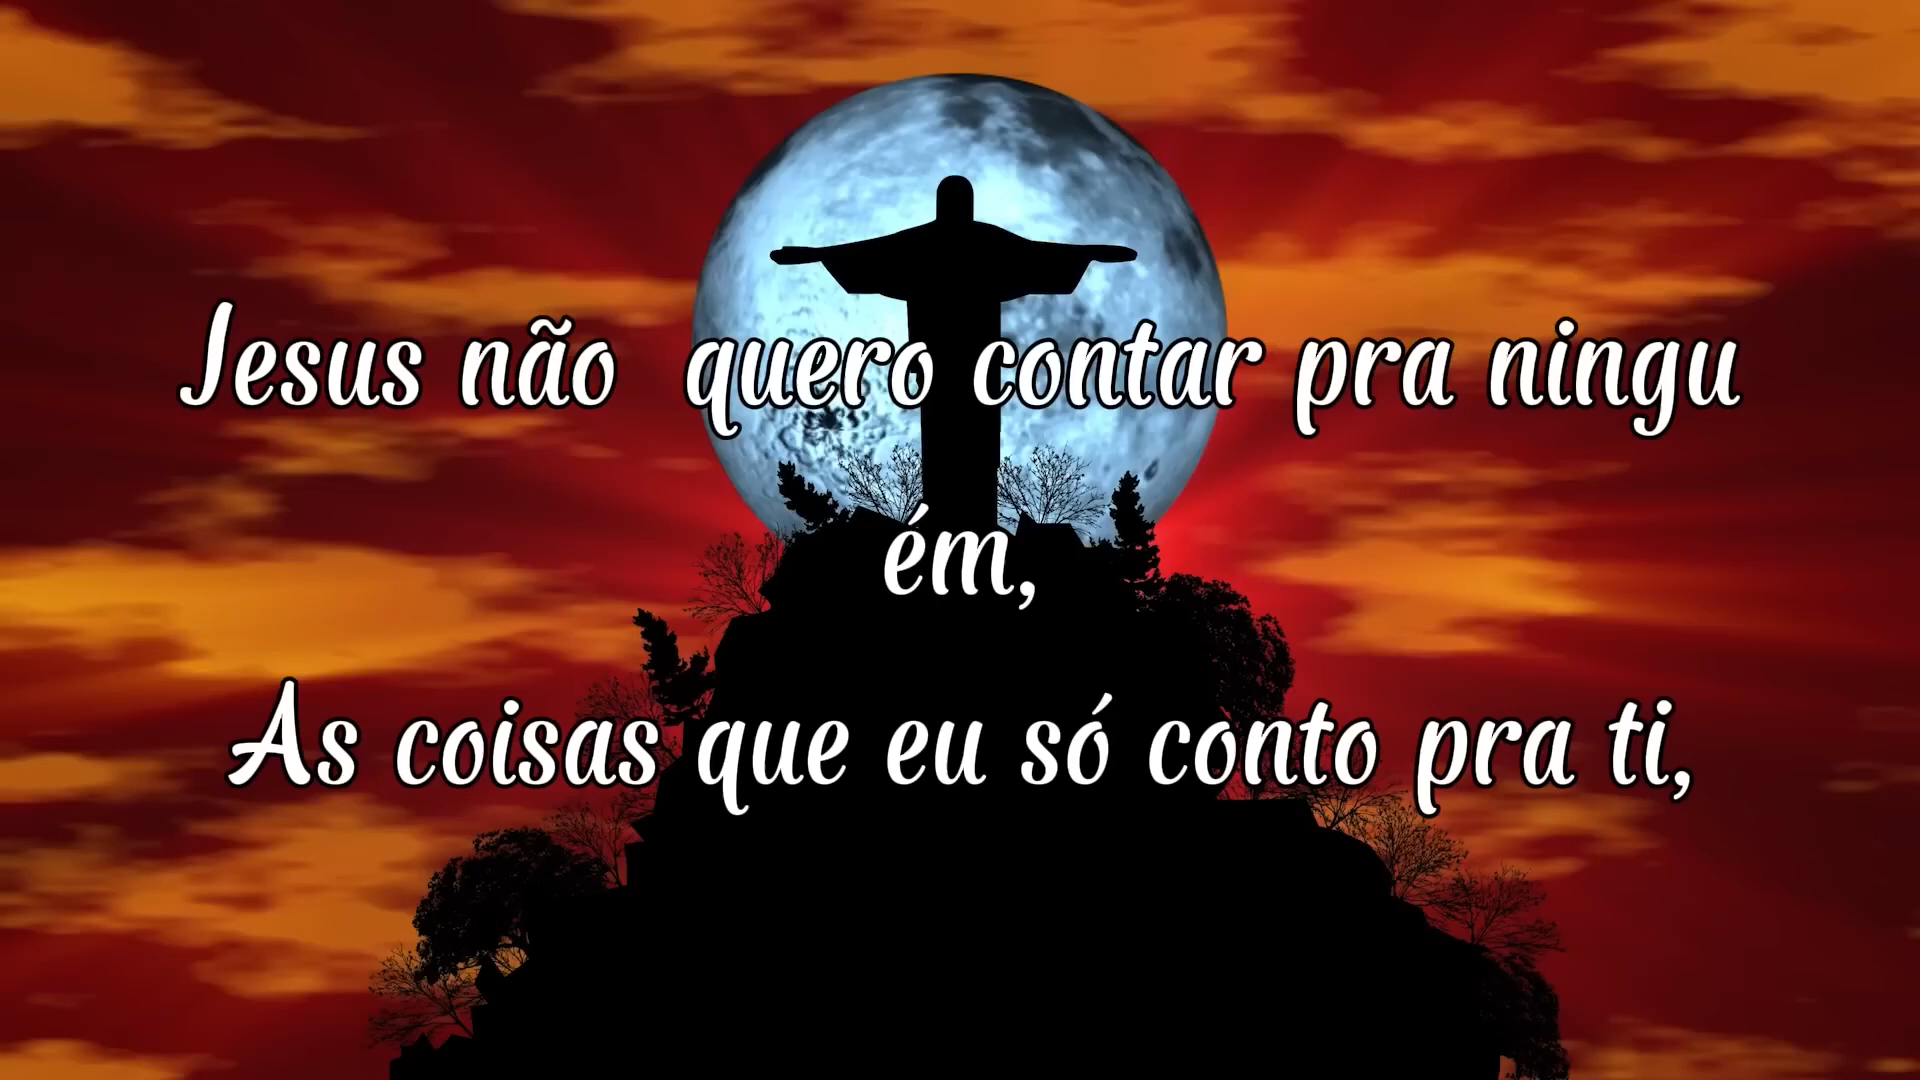 Jesus não  quero contar pra ningu
ém,
As coisas que eu só conto pra ti,